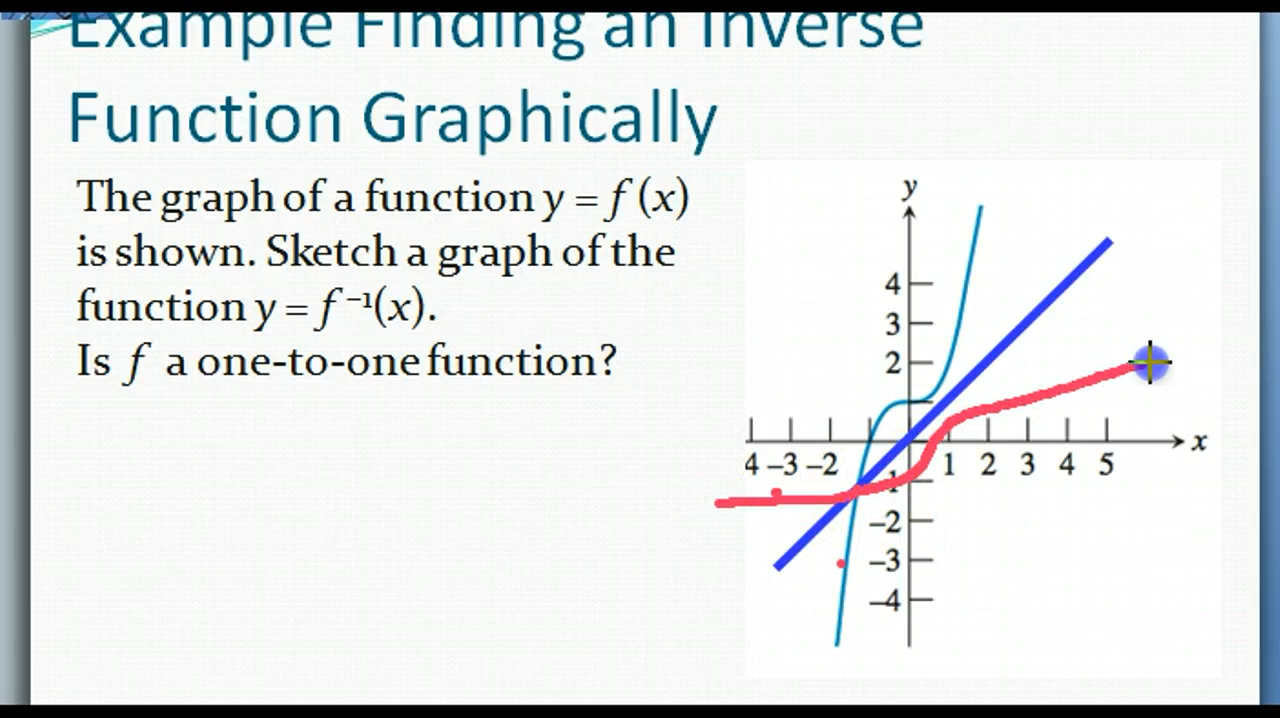 Example Finding an Inverse
Function Graphically
The graph of a function y = f (x)
is shown. Sketch a graph of the
function y = f ⁻¹(x).
Is f a one-to-one function?
y
4
3
2
x
4 –3 –2 1 2 3 4 5
1
–2
–3
–4